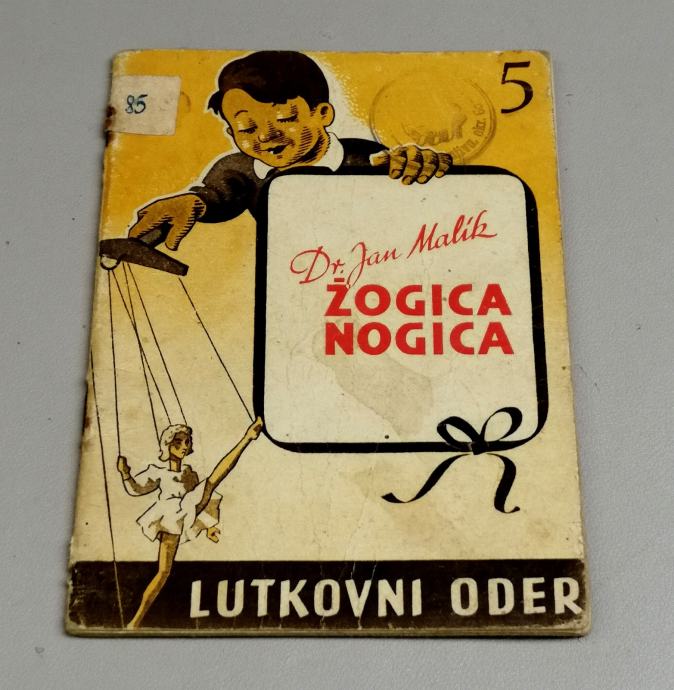 85
5
Dr. Jan Malík
ŽOGICA
NOGICA
LUTKOVNI ODER